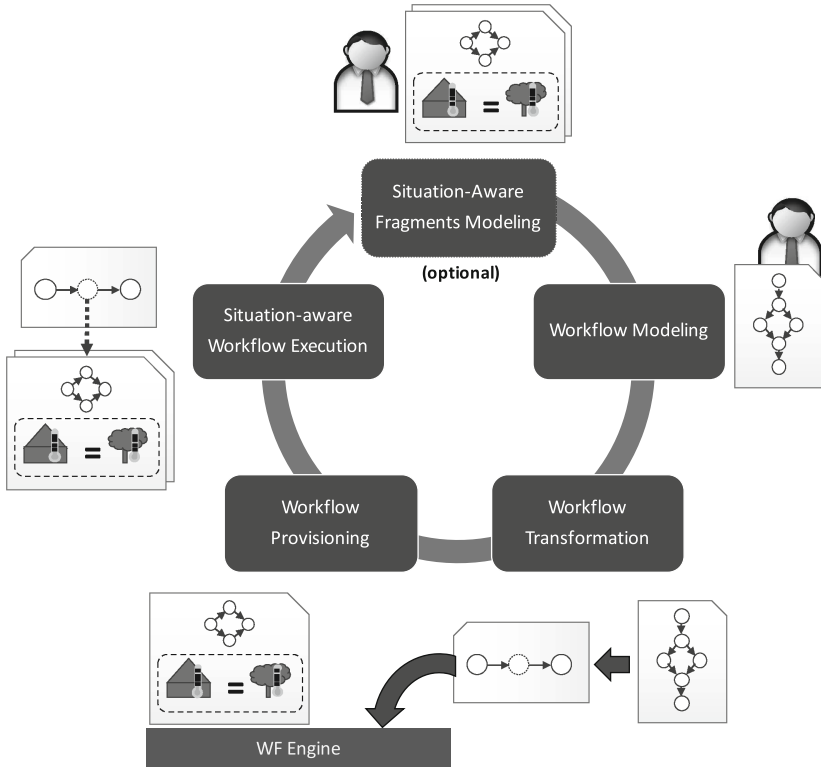 Situation-Aware
Fragments Modeling
(optional)
Situation-aware
Workflow Execution
Workflow Modeling
Workflow
Provisioning
Workflow
Transformation
WF Engine